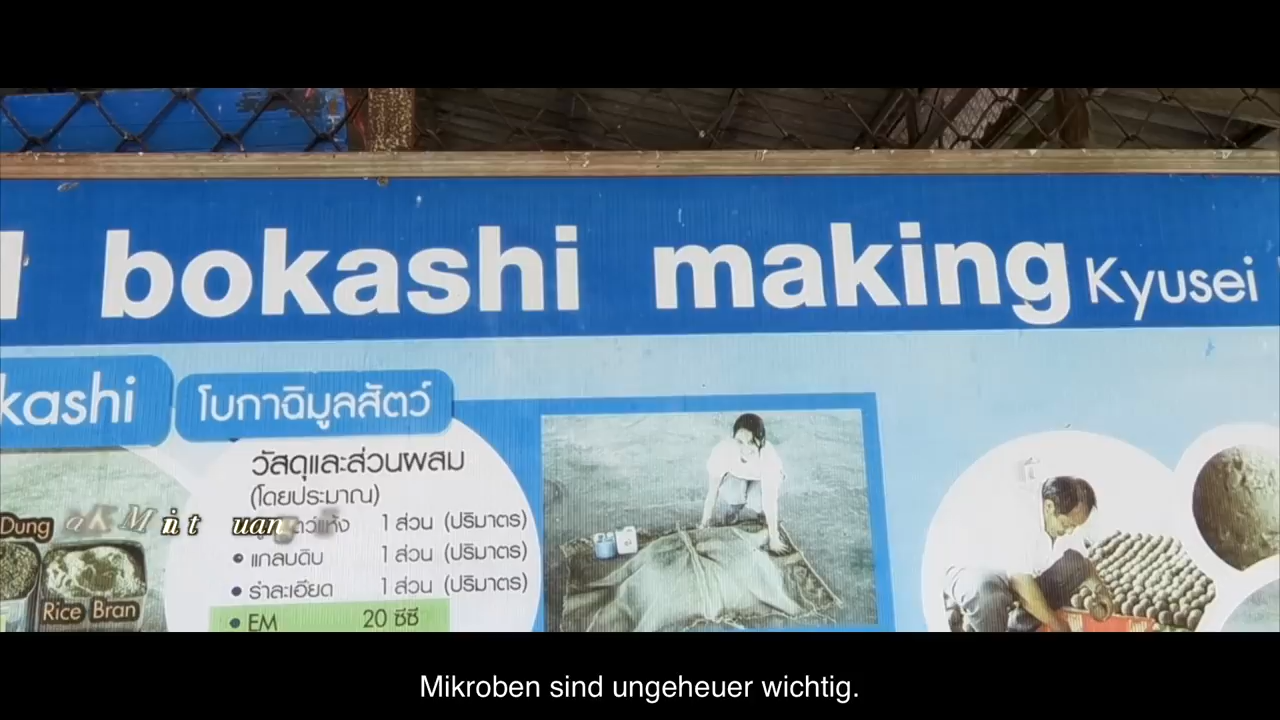 bokashi making Kyusei
kashi
โบกาฉิมูลสัตว์
วัสดุและส่วนผสม
(โดยประมาณ)
1 ส่วน (ปริมาตร)
• แกลบดิบ 1 ส่วน (ปริมาตร)
• รำละเอียด 1 ส่วน (ปริมาตร)
• EM 20 ซีซี
Dung
Rice Bran
Mikroben sind ungeheuer wichtig.